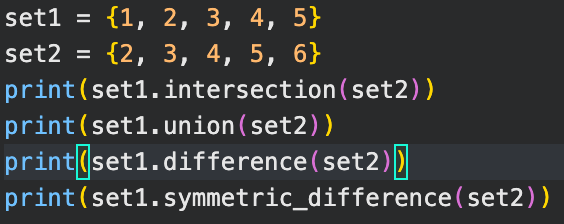 set1 = {1, 2, 3, 4, 5}
set2 = {2, 3, 4, 5, 6}
print(set1.intersection(set2))
print(set1.union(set2))
print(set1.difference(set2))
print(set1.symmetric_difference(set2))